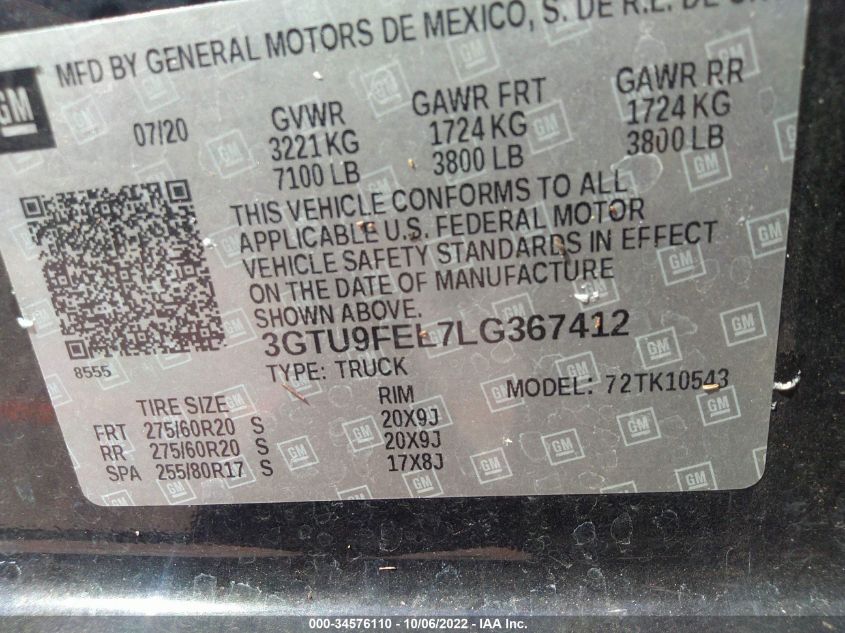 MFD BY GENERAL MOTORS DE MEXICO, S. DE R.L. DE
GM
07/20
GVWR
3221 KG
7100 LB
GAWR FRT
1724 KG
3800 LB
GAWR RR
1724 KG
3800 LB
THIS VEHICLE CONFORMS TO ALL
APPLICABLE U.S. FEDERAL MOTOR
VEHICLE SAFETY STANDARDS IN EFFECT
ON THE DATE OF MANUFACTURE
SHOWN ABOVE.
3GTU9FEL7LG367412
8555
TYPE: TRUCK
MODEL: 72TK10543
TIRE SIZE RIM
FRT 275/60R20 S 20X9J
RR 275/60R20 S 20X9J
SPA 255/80R17 S 17X8J
000-34576110 - 10/06/2022 - IAA Inc.